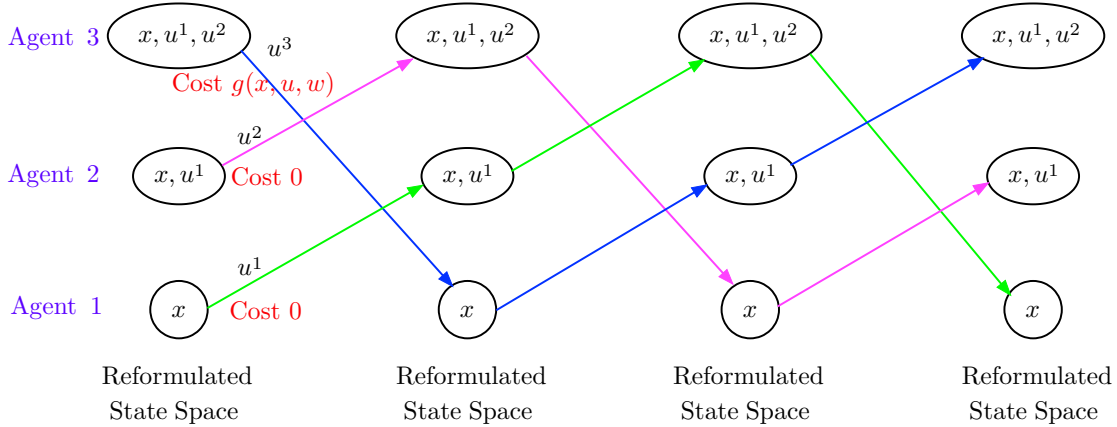 Agent 3
x, u¹, u²
u³
x, u¹, u²
x, u¹, u²
x, u¹, u²
Cost g(x, u, w)
u²
Agent 2
x, u¹
Cost 0
x, u¹
x, u¹
x, u¹
u¹
Agent 1
x
Cost 0
x
x
x
Reformulated
State Space
Reformulated
State Space
Reformulated
State Space
Reformulated
State Space